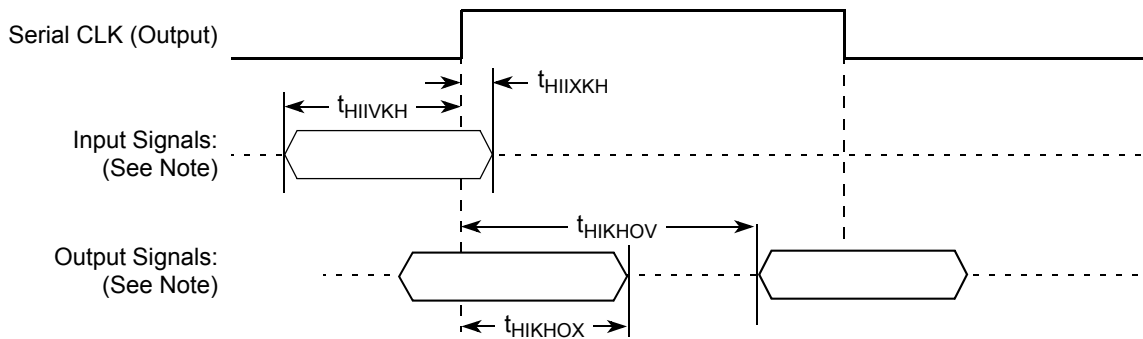 Serial CLK (Output)
tHIIXKH
tHIIVKH
Input Signals:
(See Note)
tHIKHOV
Output Signals:
(See Note)
tHIKHOX